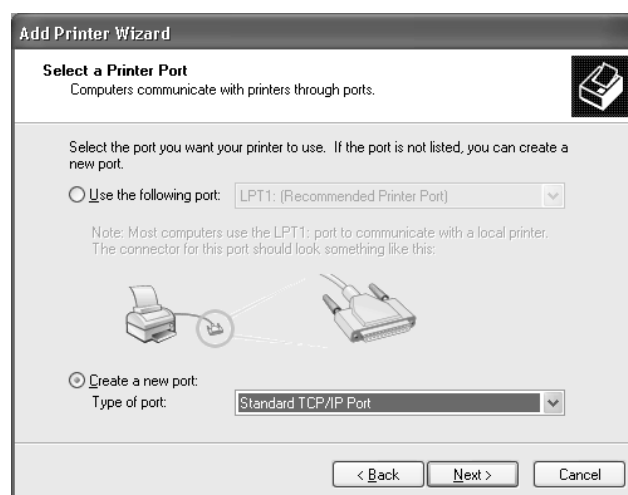 Add Printer Wizard
Select a Printer Port
Computers communicate with printers through ports.
Select the port you want your printer to use. If the port is not listed, you can create a
new port.
Use the following port: LPT1: (Recommended Printer Port)
Note: Most computers use the LPT1: port to communicate with a local printer.
The connector for this port should look something like this:
Create a new port:
Type of port: Standard TCP/IP Port
< Back Next > Cancel